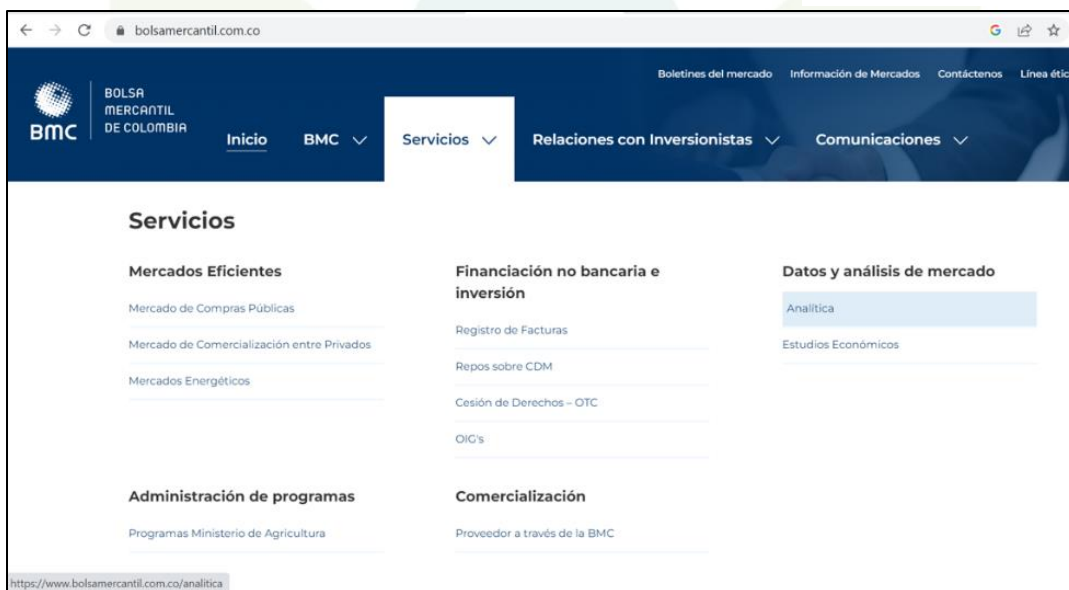 bolsamercantil.com.co
Boletines del mercado Información de Mercados Contáctenos Línea étic
BMC
BOLSA
MERCANTIL
DE COLOMBIA
Inicio BMC Servicios Relaciones con Inversionistas Comunicaciones
Servicios
Mercados Eficientes
Mercado de Compras Públicas
Mercado de Comercialización entre Privados
Mercados Energéticos
Financiación no bancaria e
inversión
Registro de Facturas
Repos sobre CDM
Cesión de Derechos – OTC
OIG's
Datos y análisis de mercado
Analítica
Estudios Económicos
Administración de programas
Programas Ministerio de Agricultura
Comercialización
Proveedor a través de la BMC
https://www.bolsamercantil.com.co/analitica